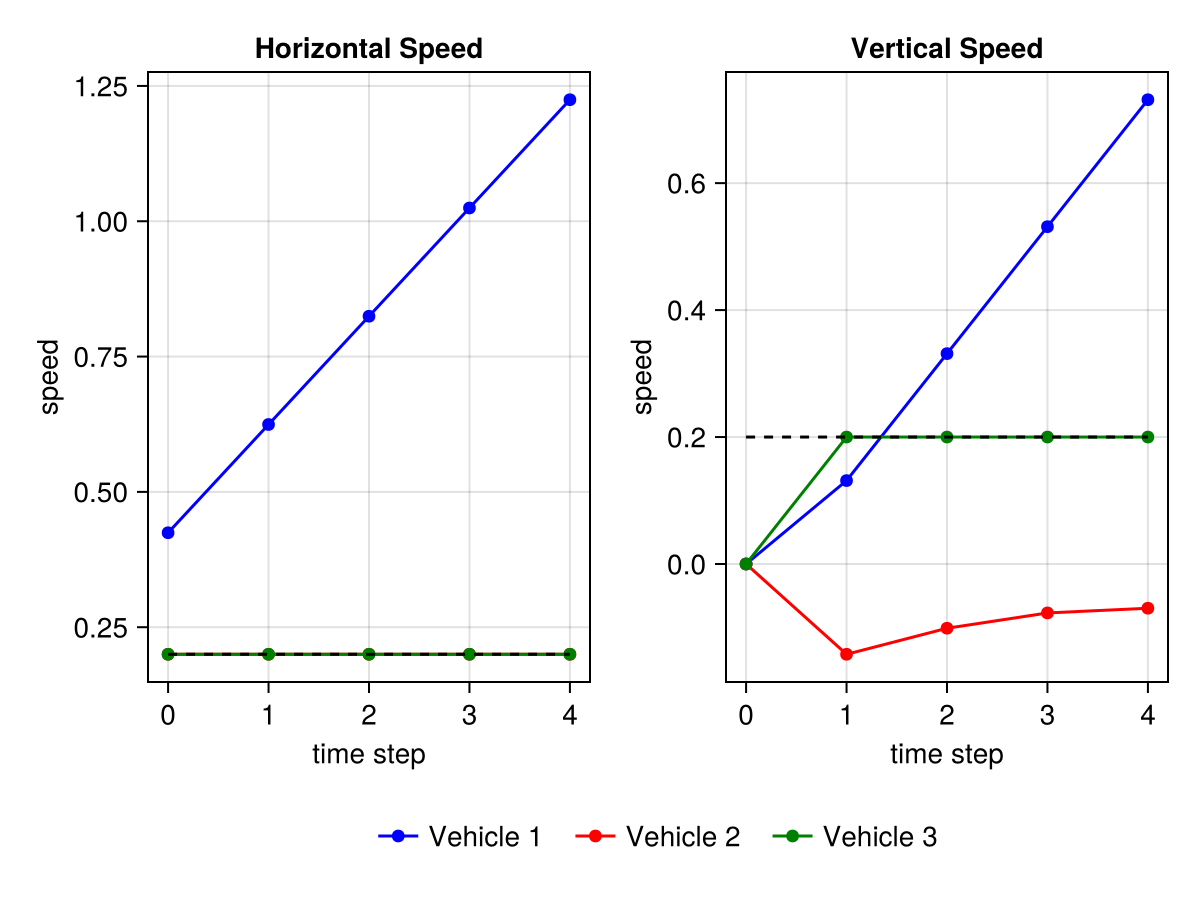 Horizontal Speed
1.25
1.00
0.75
0.50
0.25
speed
0 1 2 3 4
time step
Vertical Speed
0.6
0.4
0.2
0.0
speed
0 1 2 3 4
time step
Vehicle 1 Vehicle 2 Vehicle 3